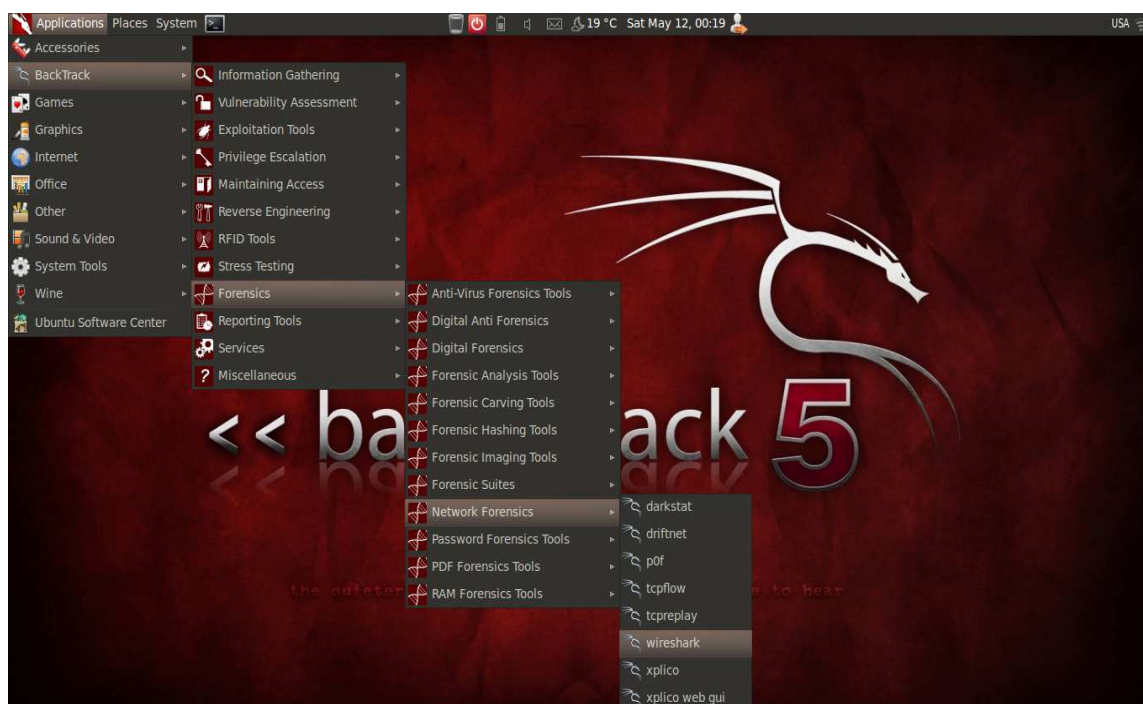 Applications Places System
19 °C Sat May 12, 00:19
USA
Accessories
BackTrack
Games
Graphics
Internet
Office
Other
Sound & Video
System Tools
Wine
Ubuntu Software Center
Information Gathering
Vulnerability Assessment
Exploitation Tools
Privilege Escalation
Maintaining Access
Reverse Engineering
RFID Tools
Stress Testing
Forensics
Reporting Tools
Services
Miscellaneous
Anti-Virus Forensics Tools
Digital Anti Forensics
Digital Forensics
Forensic Analysis Tools
Forensic Carving Tools
Forensic Hashing Tools
Forensic Imaging Tools
Forensic Suites
Network Forensics
Password Forensics Tools
PDF Forensics Tools
RAM Forensics Tools
darkstat
driftnet
p0f
tcpflow
tcpreplay
wireshark
xplico
xplico web gui
<< ba ack 5
the quieter to hear